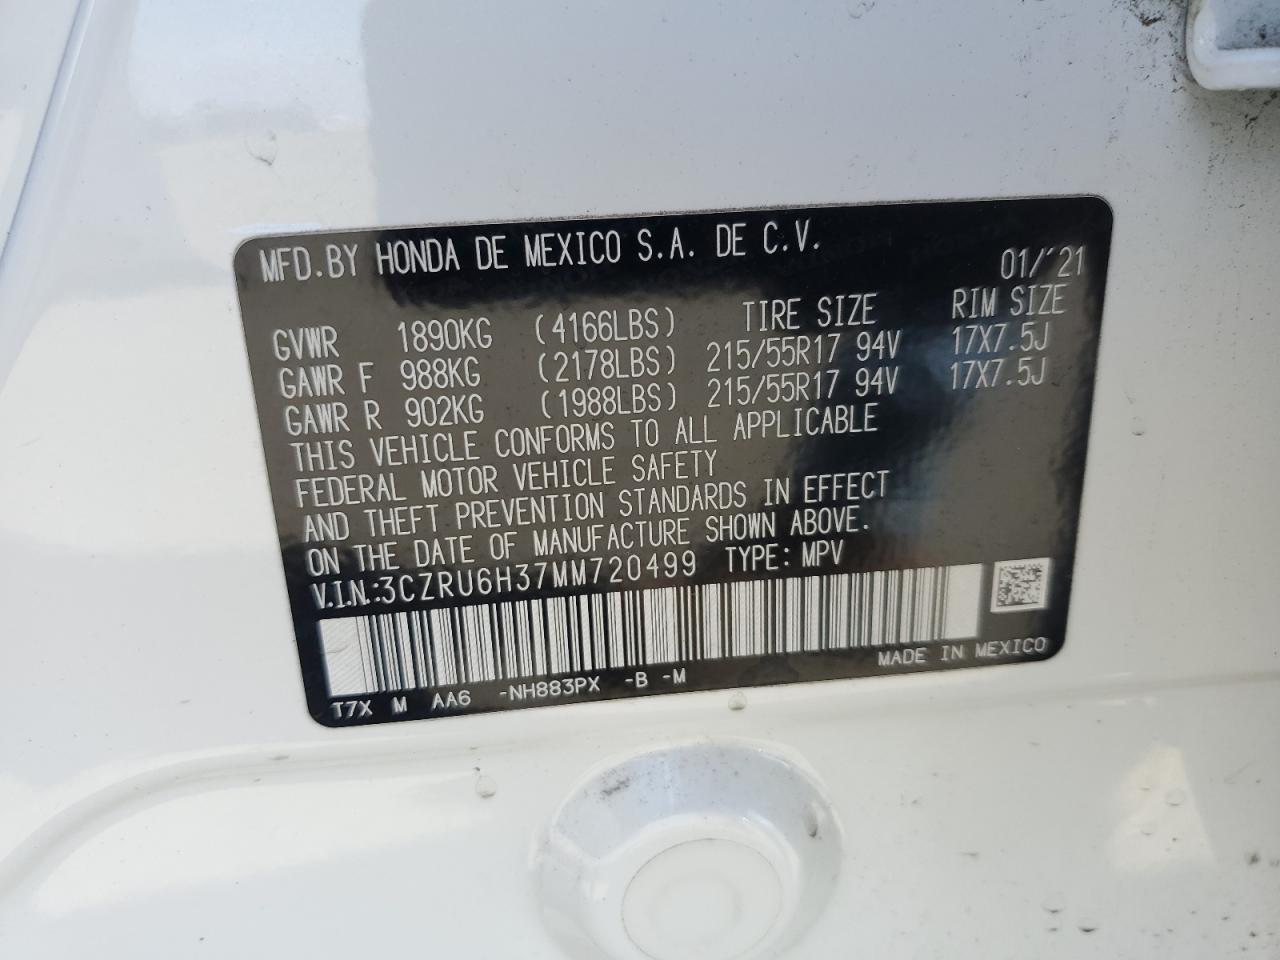 MFD.BY HONDA DE MEXICO S.A. DE C.V.
01/'21
GVWR 1890KG (4166LBS) TIRE SIZE RIM SIZE
GAWR F 988KG (2178LBS) 215/55R17 94V 17X7.5J
GAWR R 902KG (1988LBS) 215/55R17 94V 17X7.5J
THIS VEHICLE CONFORMS TO ALL APPLICABLE
FEDERAL MOTOR VEHICLE SAFETY
AND THEFT PREVENTION STANDARDS IN EFFECT
ON THE DATE OF MANUFACTURE SHOWN ABOVE.
V.I.N.:3CZRU6H37MM720499 TYPE: MPV
MADE IN MEXICO
T7X M AA6 -NH883PX -B -M